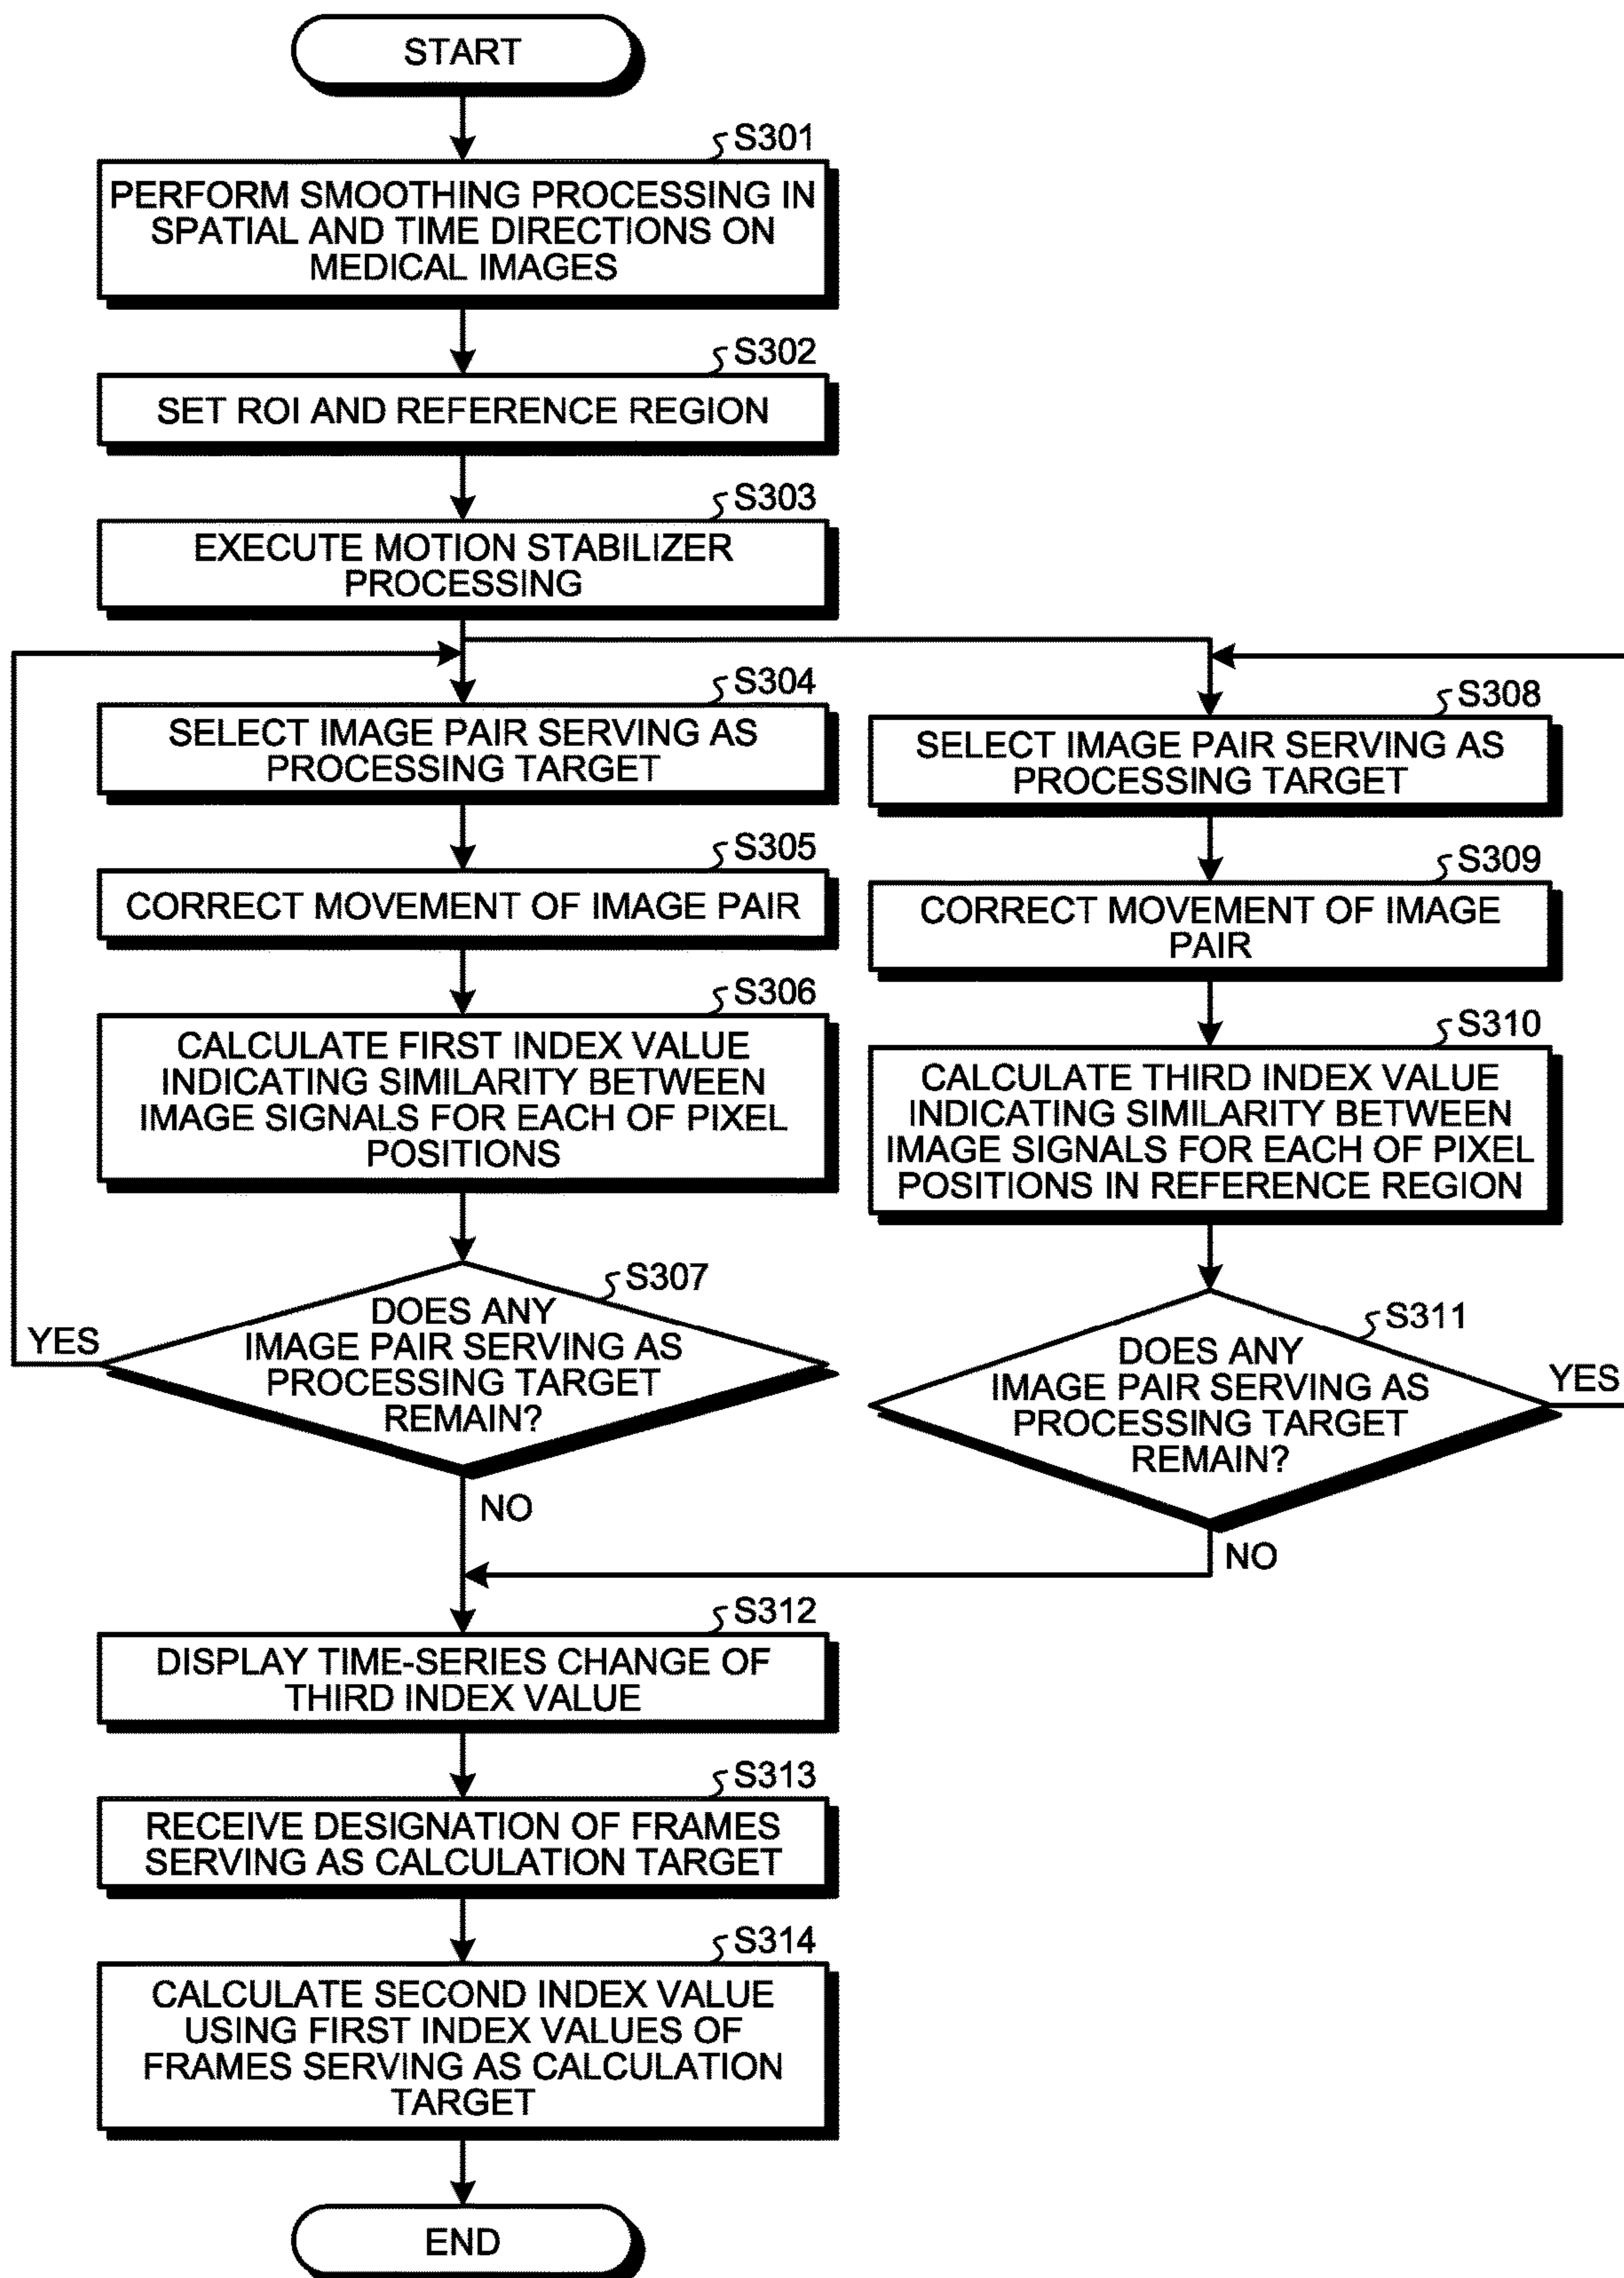 START
S301
PERFORM SMOOTHING PROCESSING IN
SPATIAL AND TIME DIRECTIONS ON
MEDICAL IMAGES
S302
SET ROI AND REFERENCE REGION
S303
EXECUTE MOTION STABILIZER
PROCESSING
S304
SELECT IMAGE PAIR SERVING AS
PROCESSING TARGET
S305
CORRECT MOVEMENT OF IMAGE PAIR
S306
CALCULATE FIRST INDEX VALUE
INDICATING SIMILARITY BETWEEN
IMAGE SIGNALS FOR EACH OF PIXEL
POSITIONS
S307
DOES ANY
IMAGE PAIR SERVING AS
PROCESSING TARGET
REMAIN?
YES
NO
S308
SELECT IMAGE PAIR SERVING AS
PROCESSING TARGET
S309
CORRECT MOVEMENT OF IMAGE
PAIR
S310
CALCULATE THIRD INDEX VALUE
INDICATING SIMILARITY BETWEEN
IMAGE SIGNALS FOR EACH OF PIXEL
POSITIONS IN REFERENCE REGION
S311
DOES ANY
IMAGE PAIR SERVING AS
PROCESSING TARGET
REMAIN?
YES
NO
S312
DISPLAY TIME-SERIES CHANGE OF
THIRD INDEX VALUE
S313
RECEIVE DESIGNATION OF FRAMES
SERVING AS CALCULATION TARGET
S314
CALCULATE SECOND INDEX VALUE
USING FIRST INDEX VALUES OF
FRAMES SERVING AS CALCULATION
TARGET
END